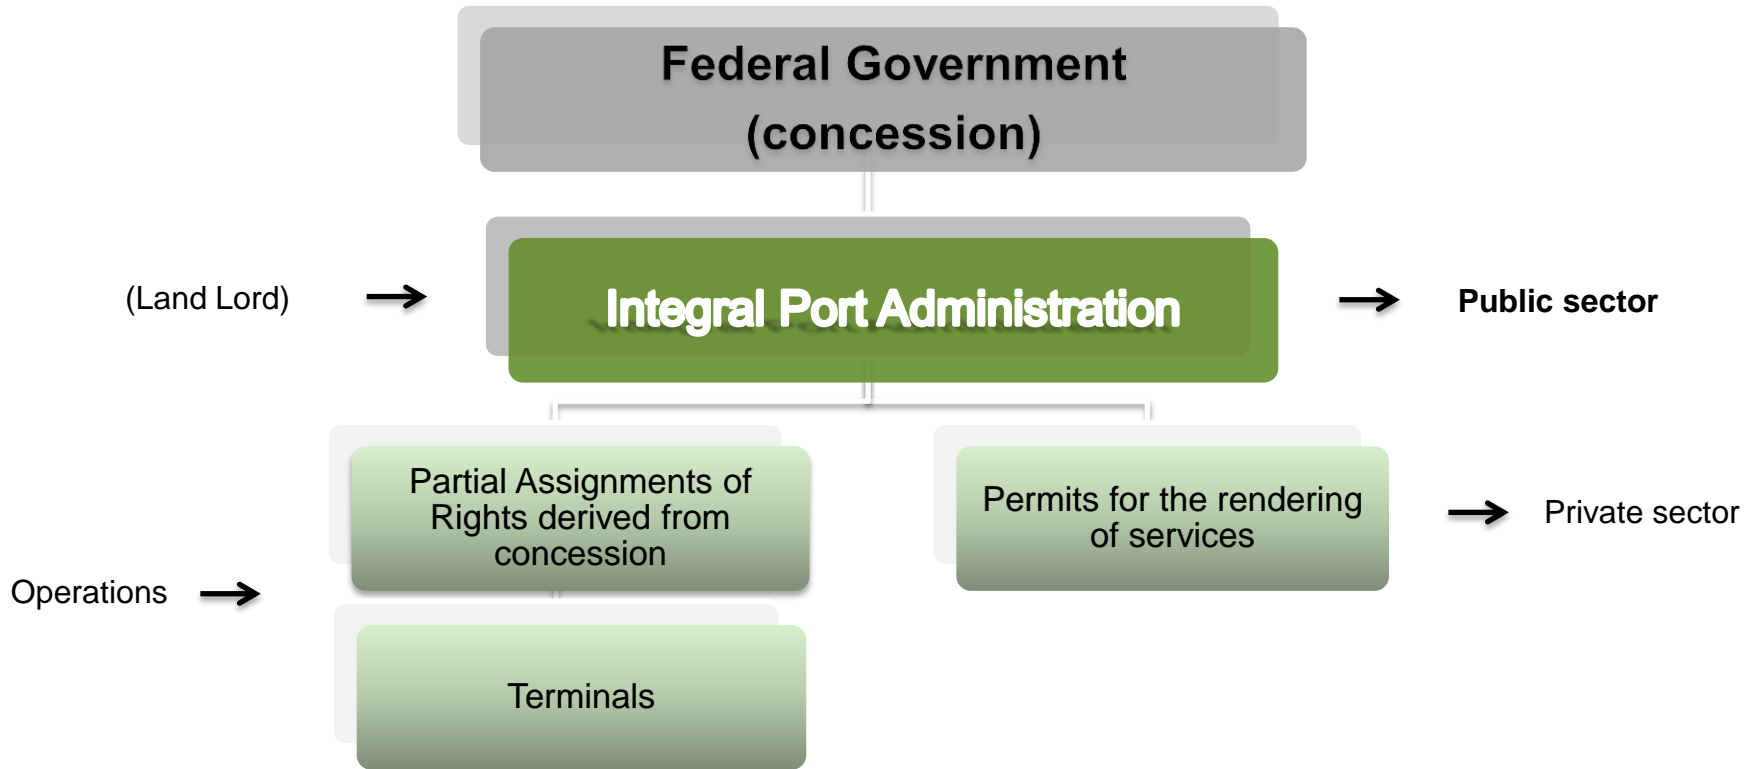 Federal Government
(concession)
(Land Lord)
Integral Port Administration
Public sector
Partial Assignments of
Rights derived from
concession
Permits for the rendering
of services
Private sector
Operations
Terminals